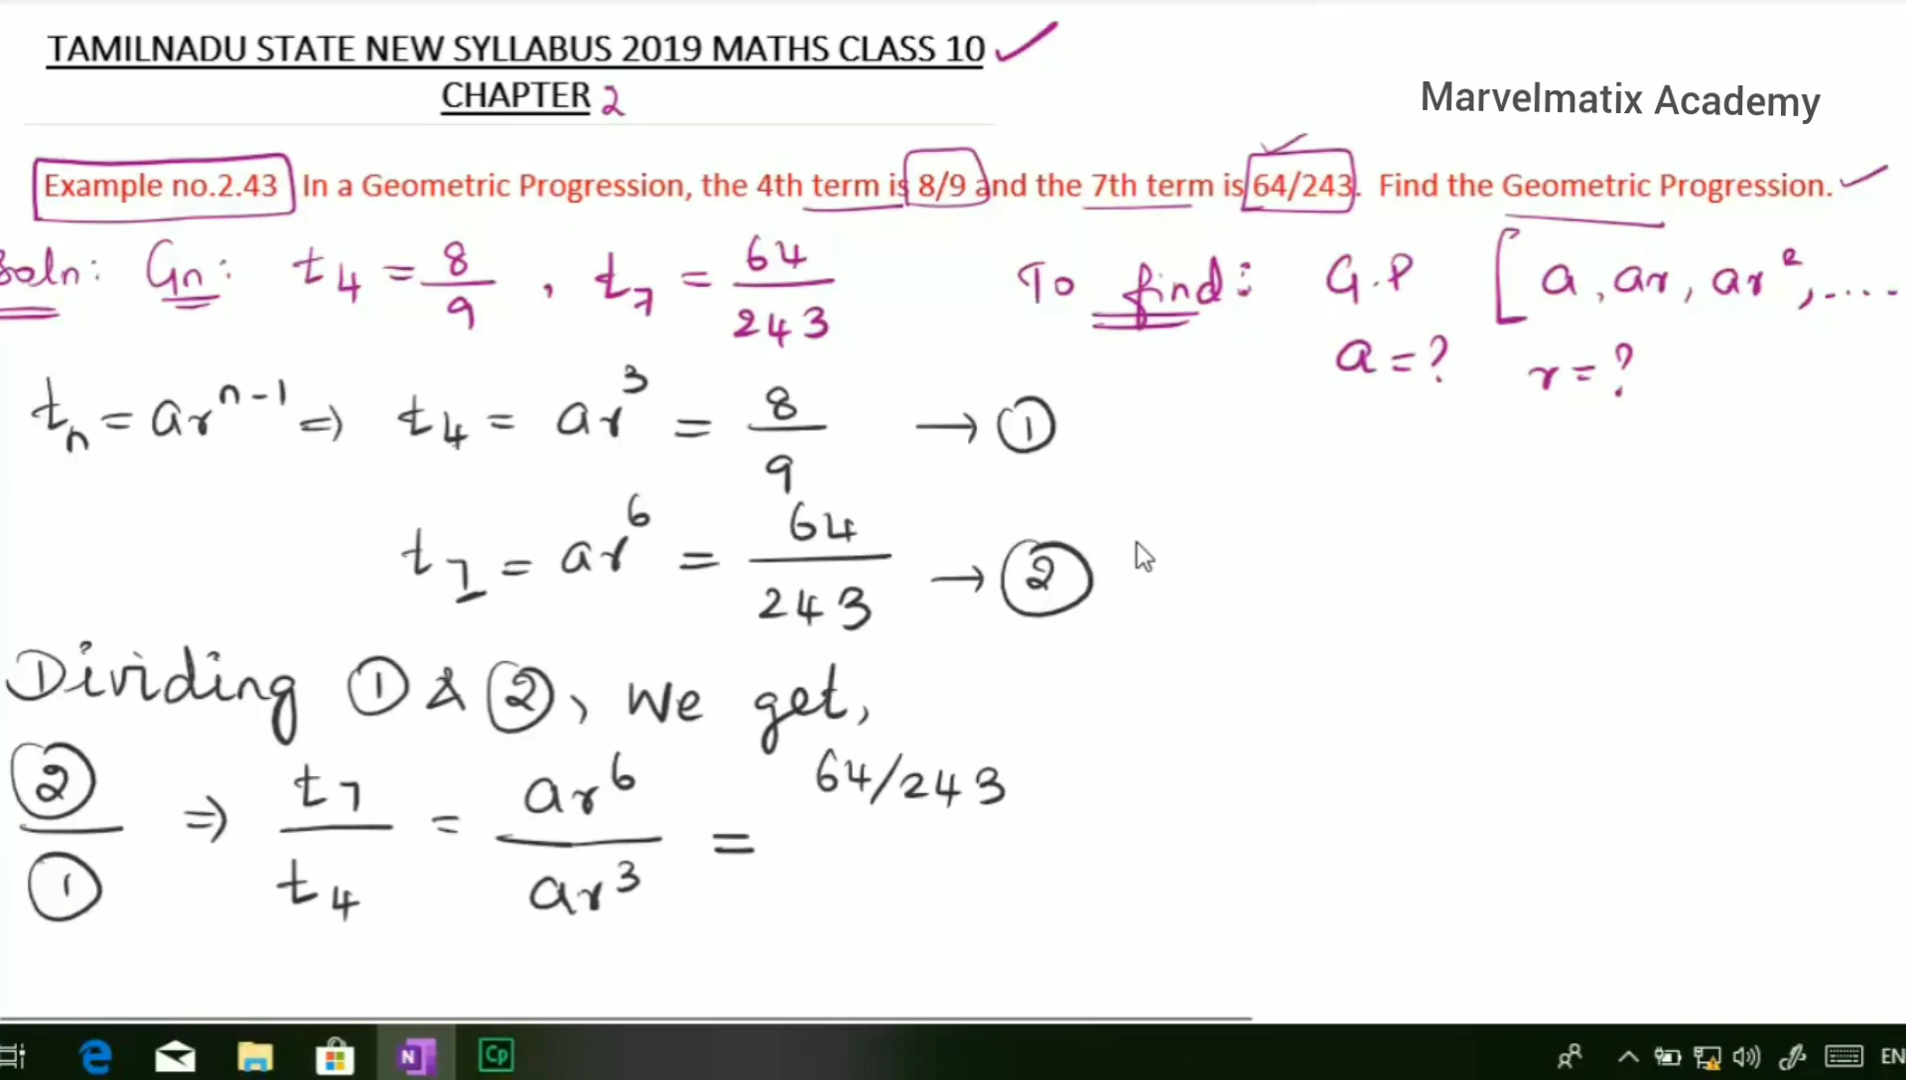 TAMILNADU STATE NEW SYLLABUS 2019 MATHS CLASS 10
CHAPTER 2
Marvelmatix Academy
Example no.2.43 In a Geometric Progression, the 4th term is 8/9 and the 7th term is 64/243. Find the Geometric Progression.
Soln: Gn: t₄ = 8/9 , t₇ = 64/243 To find: G.P [a, ar, ar², ....
a = ? r = ?
tₙ = arⁿ⁻¹ ⇒ t₄ = ar³ = 8/9 → ①
t₇ = ar⁶ = 64/243 → ②
Dividing ① & ②, we get,
②/① ⇒ t₇/t₄ = ar⁶/ar³ = 64/243
N Cp EN